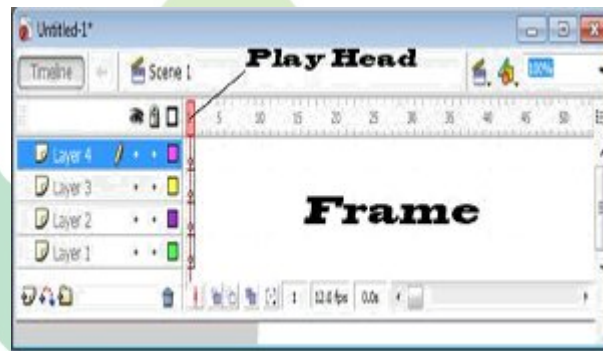 Untitled-1*
Timeline Scene 1 Play Head 100%
5 10 15 20 25 30 35 40 45 50
Layer 4
Layer 3
Frame
Layer 2
Layer 1
1 12.0 fps 0.0s